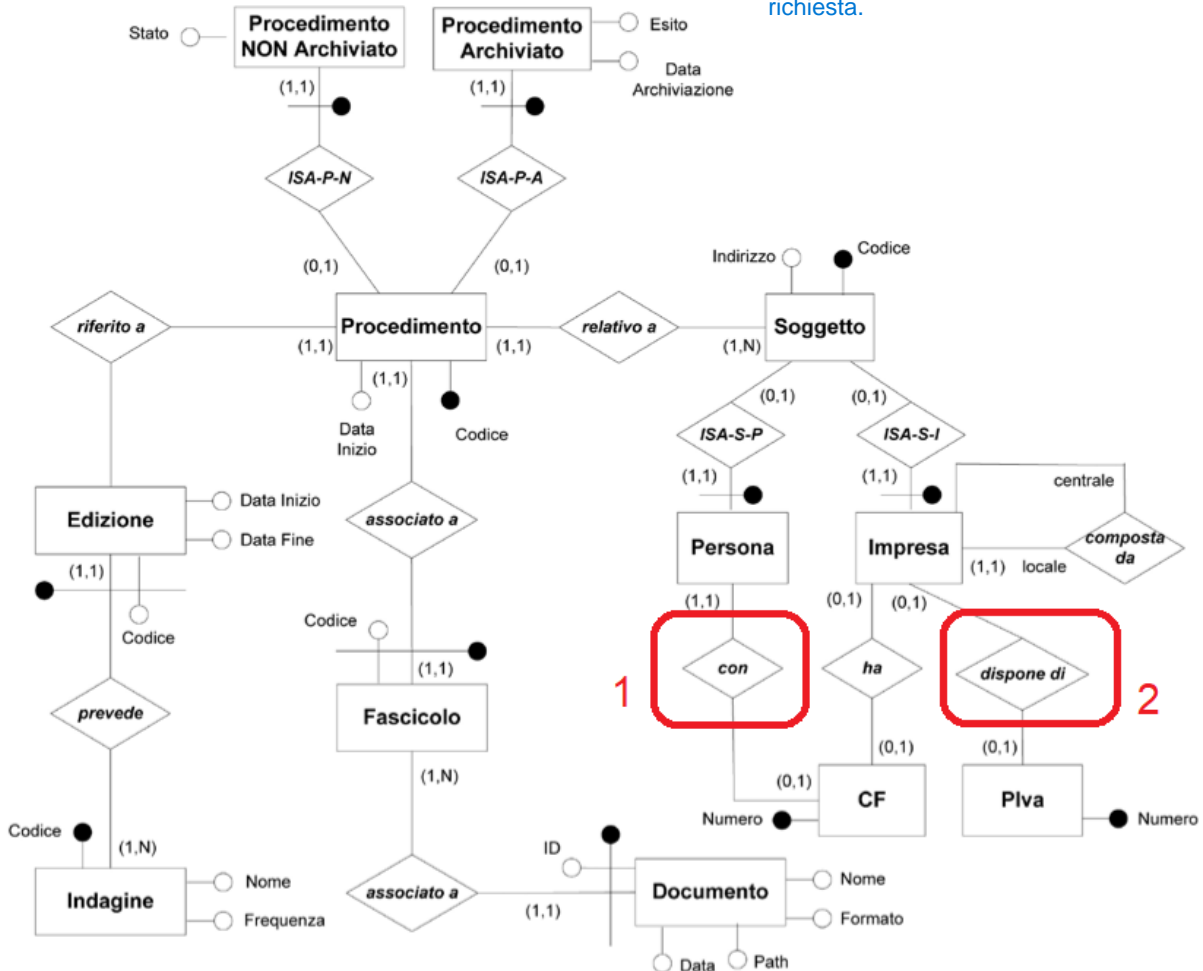 richiesta.
Stato
Procedimento
NON Archiviato
Procedimento
Archiviato
Esito
Data
Archiviazione
(1,1)
(1,1)
ISA-P-N
ISA-P-A
(0,1)
(0,1)
Indirizzo
Codice
riferito a
Procedimento
relativo a
Soggetto
(1,1)
(1,1)
(1,N)
(1,1)
Data
Inizio
Codice
(0,1)
(0,1)
ISA-S-P
ISA-S-I
(1,1)
(1,1)
centrale
Edizione
Data Inizio
Data Fine
associato a
Persona
Impresa
composta
da
(1,1)
locale
(1,1)
Codice
(1,1)
(0,1)
(0,1)
Codice
(1,1)
1
con
ha
dispone di
2
prevede
Fascicolo
(1,N)
(0,1)
(0,1)
(0,1)
CF
PIva
Numero
Numero
Codice
(1,N)
ID
Indagine
Nome
Frequenza
associato a
(1,1)
Documento
Nome
Formato
Data
Path